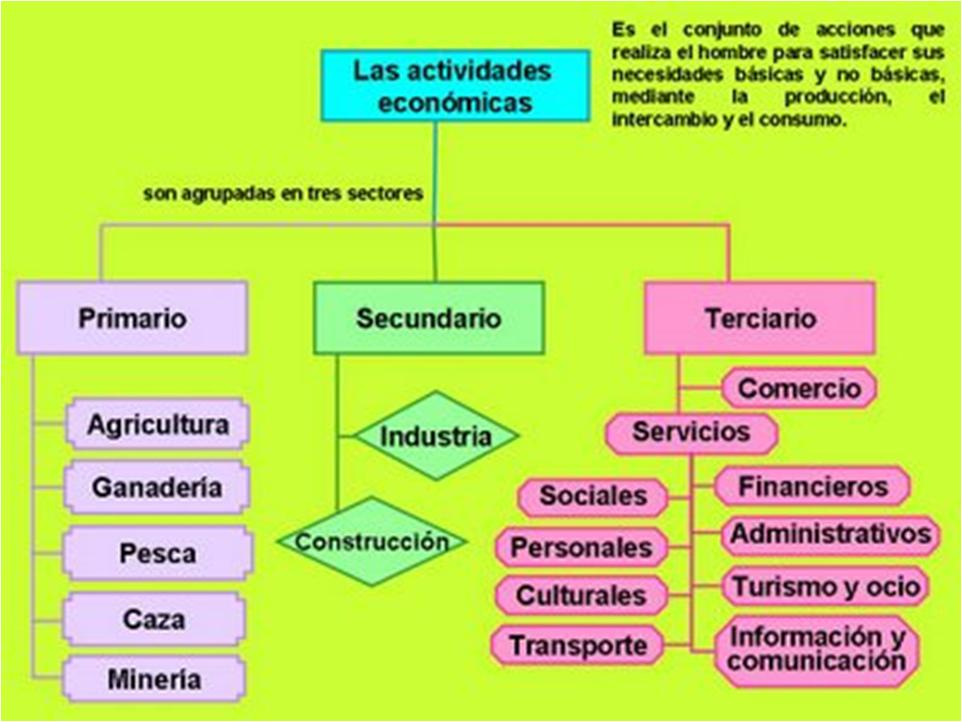 Es el conjunto de acciones que
realiza el hombre para satisfacer sus
necesidades básicas y no básicas,
mediante la producción, el
intercambio y el consumo.
Las actividades
económicas
son agrupadas en tres sectores
Primario
Secundario
Terciario
Agricultura
Ganadería
Pesca
Caza
Minería
Industria
Construcción
Comercio
Servicios
Sociales
Personales
Culturales
Transporte
Financieros
Administrativos
Turismo y ocio
Información y
comunicación